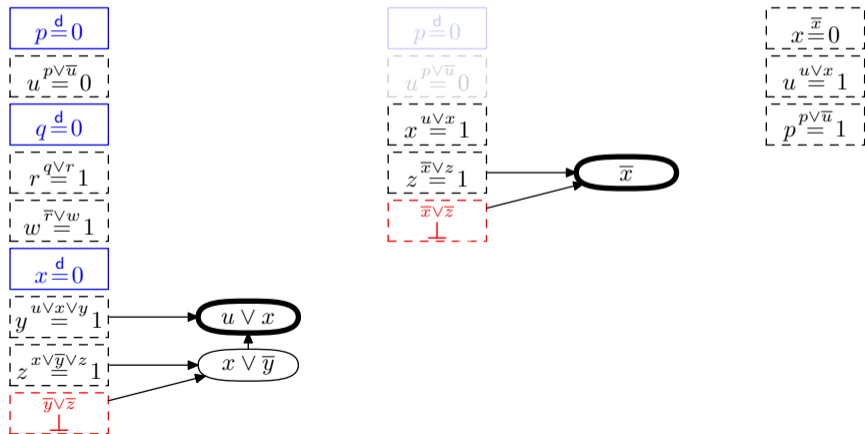 p =ᵈ 0
u =^{p∨u̅} 0
q =ᵈ 0
r =^{q∨r} 1
w =^{r̅∨w} 1
x =ᵈ 0
y =^{u∨x∨y} 1
u ∨ x
z =^{x∨y̅∨z} 1
x ∨ y̅
y̅∨z̅
⊥
p =ᵈ 0
u =^{p∨u̅} 0
x =^{u∨x} 1
z =^{x̅∨z} 1
x̅
x̅∨z̅
⊥
x =^{x̅} 0
u =^{u∨x} 1
p =^{p∨u̅} 1